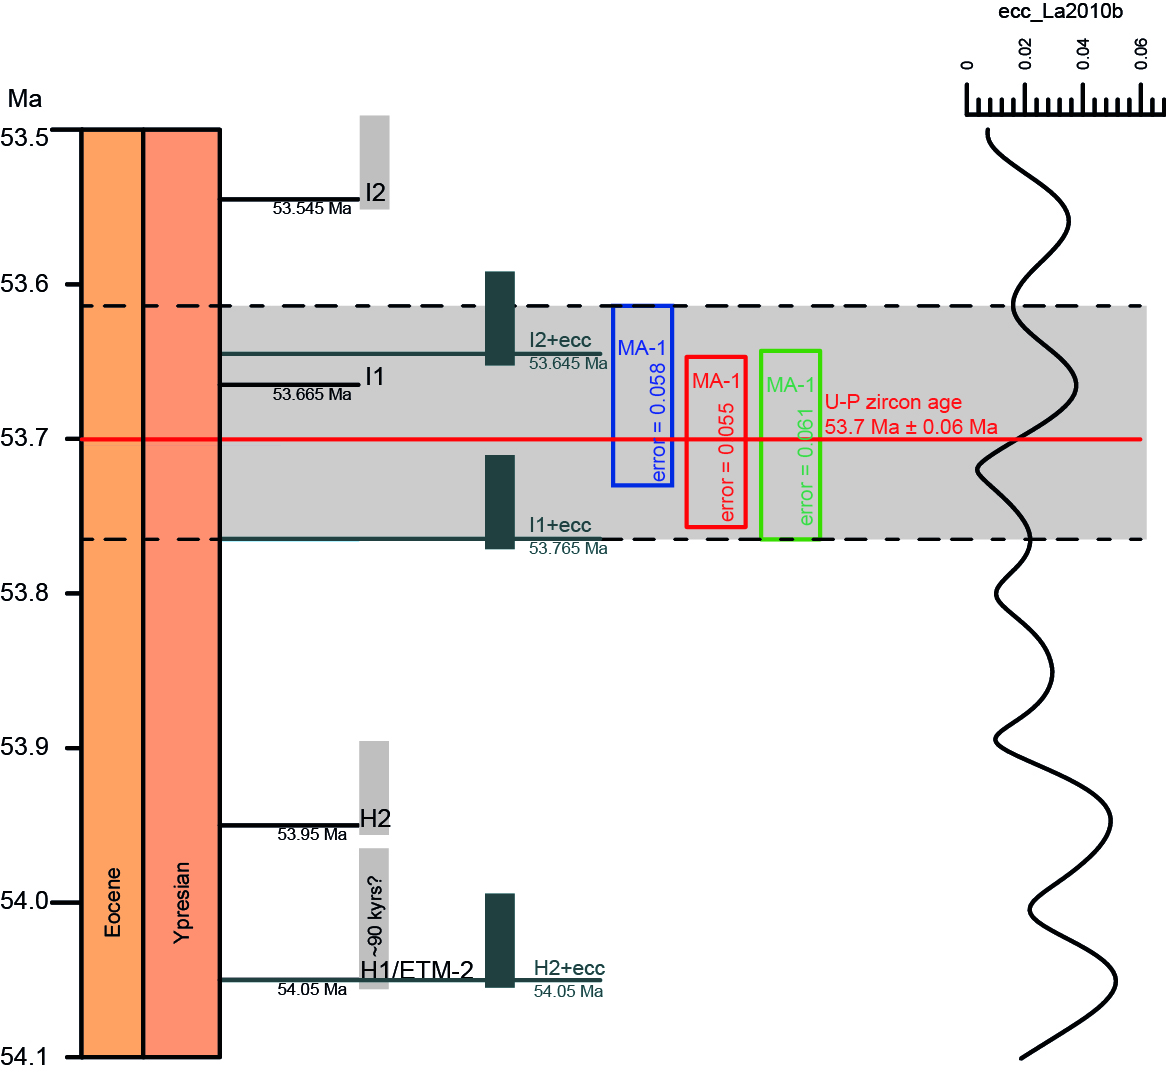 ecc_La2010b
0
0.02
0.04
0.06
Ma
53.5
I2
53.545 Ma
53.6
I2+ecc
53.645 Ma
I1
53.665 Ma
MA-1
error = 0.058
MA-1
error = 0.055
MA-1
error = 0.061
U-P zircon age
53.7 Ma ± 0.06 Ma
53.7
I1+ecc
53.765 Ma
53.8
53.9
H2
53.95 Ma
Eocene
Ypresian
~90 kyrs?
54.0
H1/ETM-2
54.05 Ma
H2+ecc
54.05 Ma
54.1